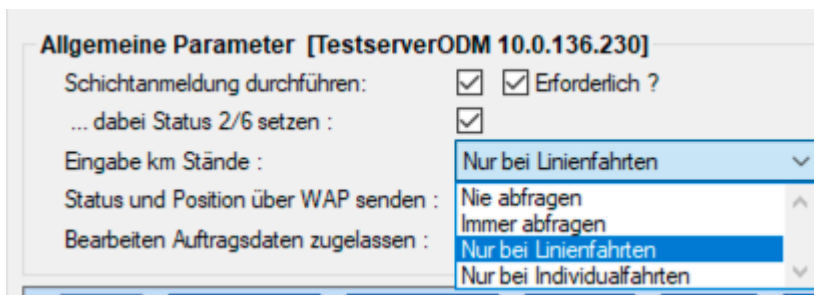 Allgemeine Parameter [TestserverODM 10.0.136.230]
Schichtanmeldung durchführen: Erforderlich ?
... dabei Status 2/6 setzen :
Eingabe km Stände : Nur bei Linienfahrten
Status und Position über WAP senden : Nie abfragen
Immer abfragen
Bearbeiten Auftragsdaten zugelassen : Nur bei Linienfahrten
Nur bei Individualfahrten